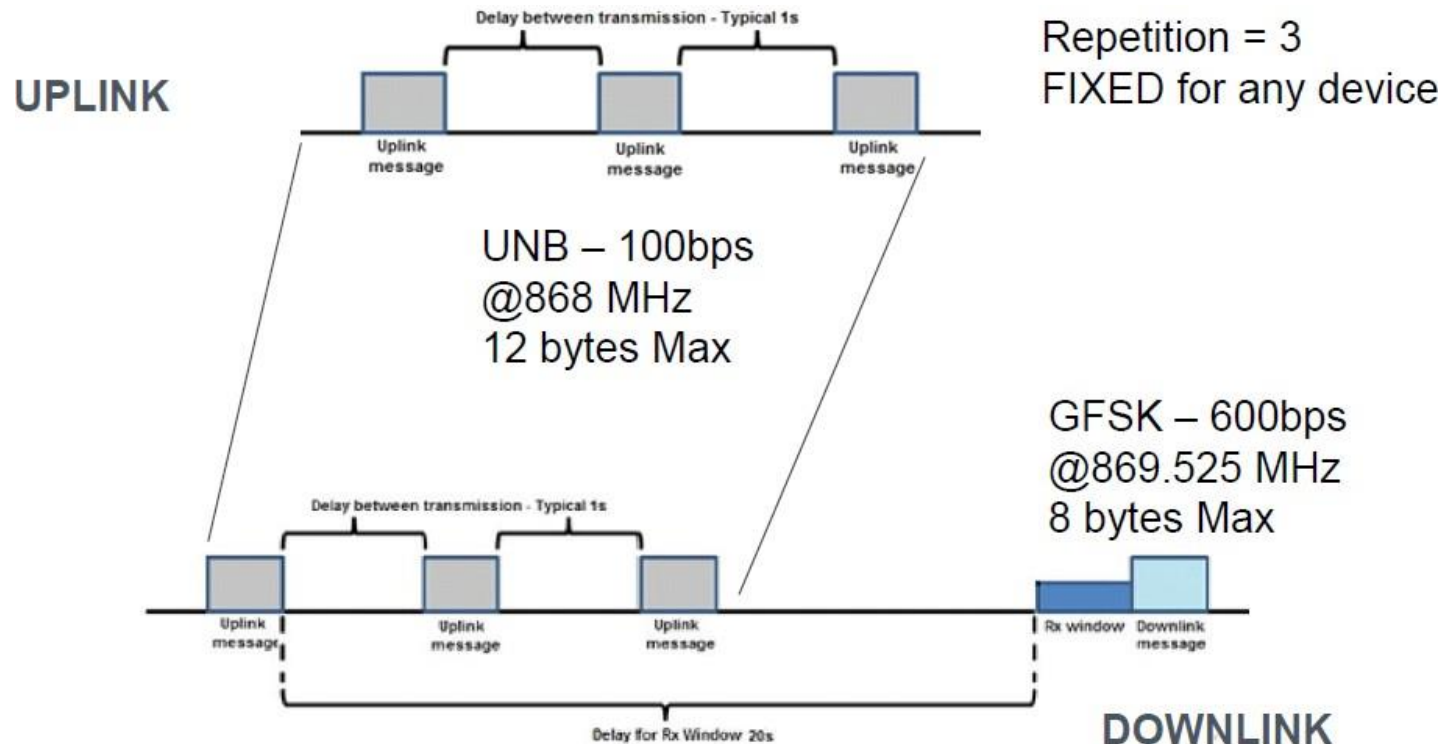 Delay between transmission - Typical 1s
Repetition = 3
FIXED for any device
UPLINK
Uplink
message
Uplink
message
Uplink
message
UNB – 100bps
@868 MHz
12 bytes Max
GFSK – 600bps
@869.525 MHz
8 bytes Max
Delay between transmission - Typical 1s
Uplink
message
Uplink
message
Uplink
message
Rx window
Downlink
message
Delay for Rx Window 20s
DOWNLINK